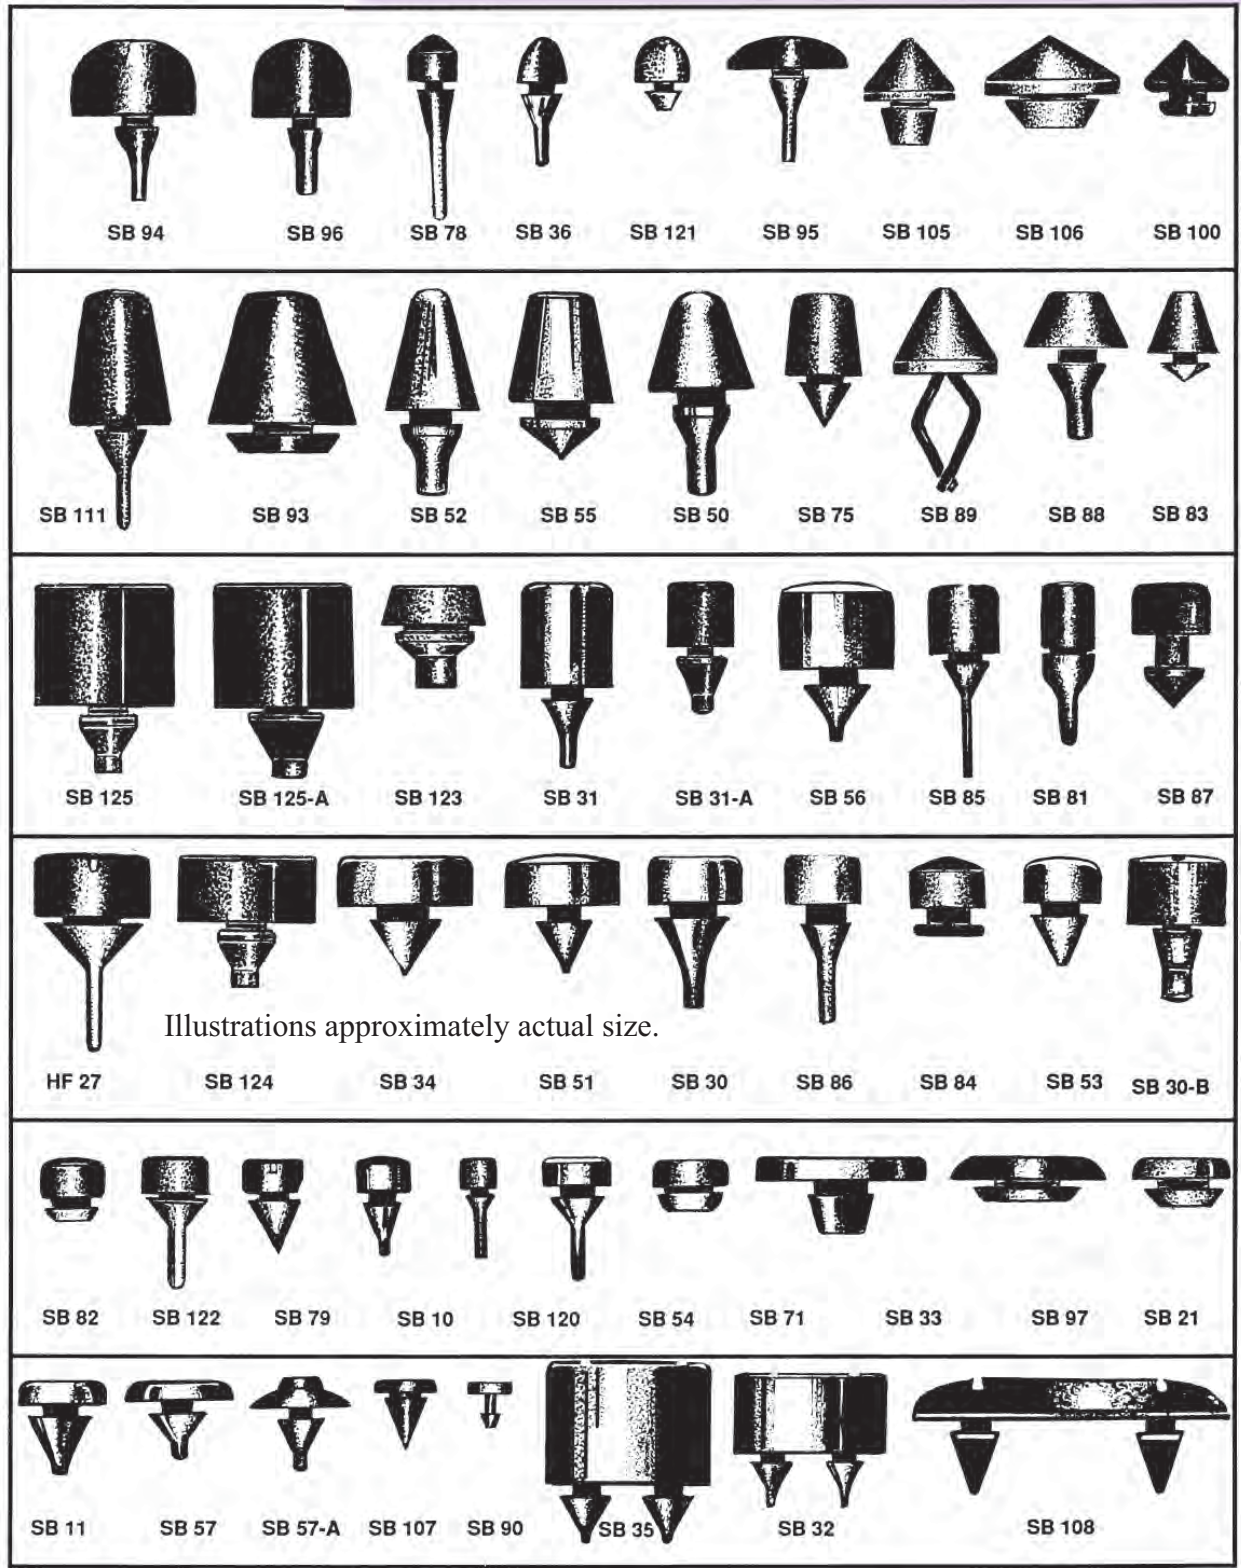 SB 94 SB 96 SB 78 SB 36 SB 121 SB 95 SB 105 SB 106 SB 100
SB 111 SB 93 SB 52 SB 55 SB 50 SB 75 SB 89 SB 88 SB 83
SB 125 SB 125-A SB 123 SB 31 SB 31-A SB 56 SB 85 SB 81 SB 87
Illustrations approximately actual size.
HF 27 SB 124 SB 34 SB 51 SB 30 SB 86 SB 84 SB 53 SB 30-B
SB 82 SB 122 SB 79 SB 10 SB 120 SB 54 SB 71 SB 33 SB 97 SB 21
SB 11 SB 57 SB 57-A SB 107 SB 90 SB 35 SB 32 SB 108